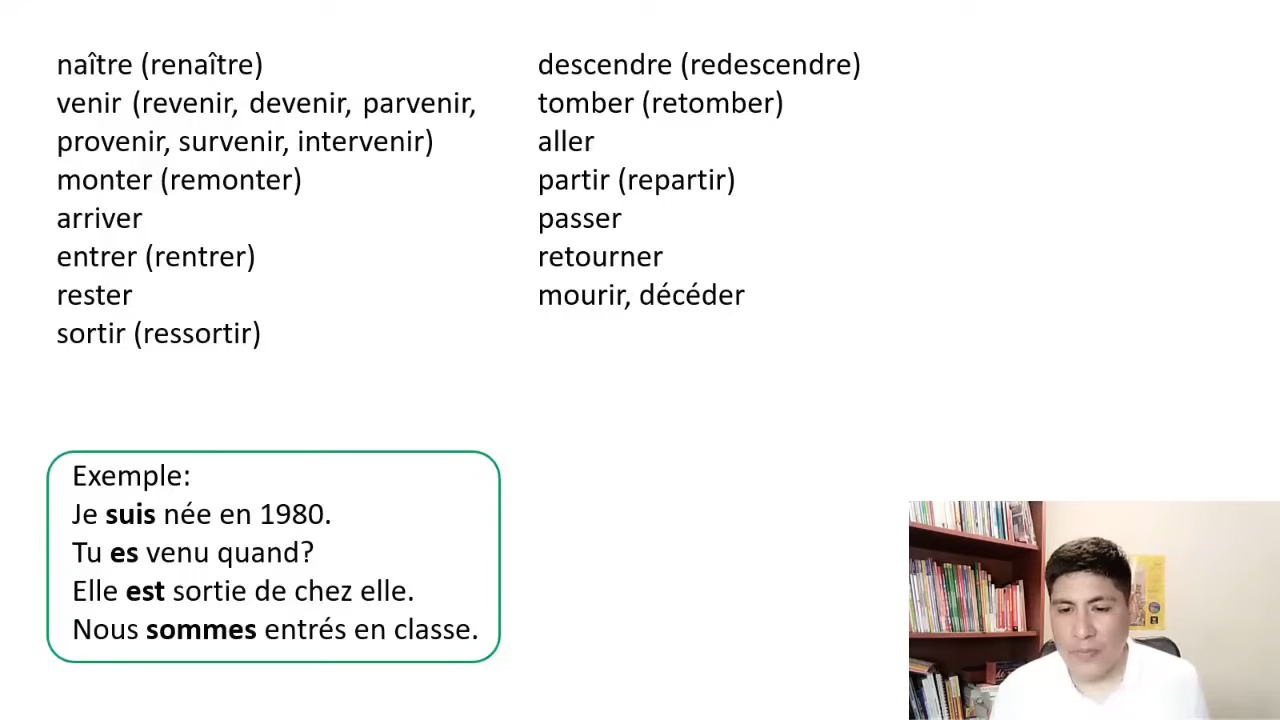 naître (renaître)
venir (revenir, devenir, parvenir,
provenir, survenir, intervenir)
monter (remonter)
arriver
entrer (rentrer)
rester
sortir (ressortir)
descendre (redescendre)
tomber (retomber)
aller
partir (repartir)
passer
retourner
mourir, décéder
Exemple:
Je suis née en 1980.
Tu es venu quand?
Elle est sortie de chez elle.
Nous sommes entrés en classe.